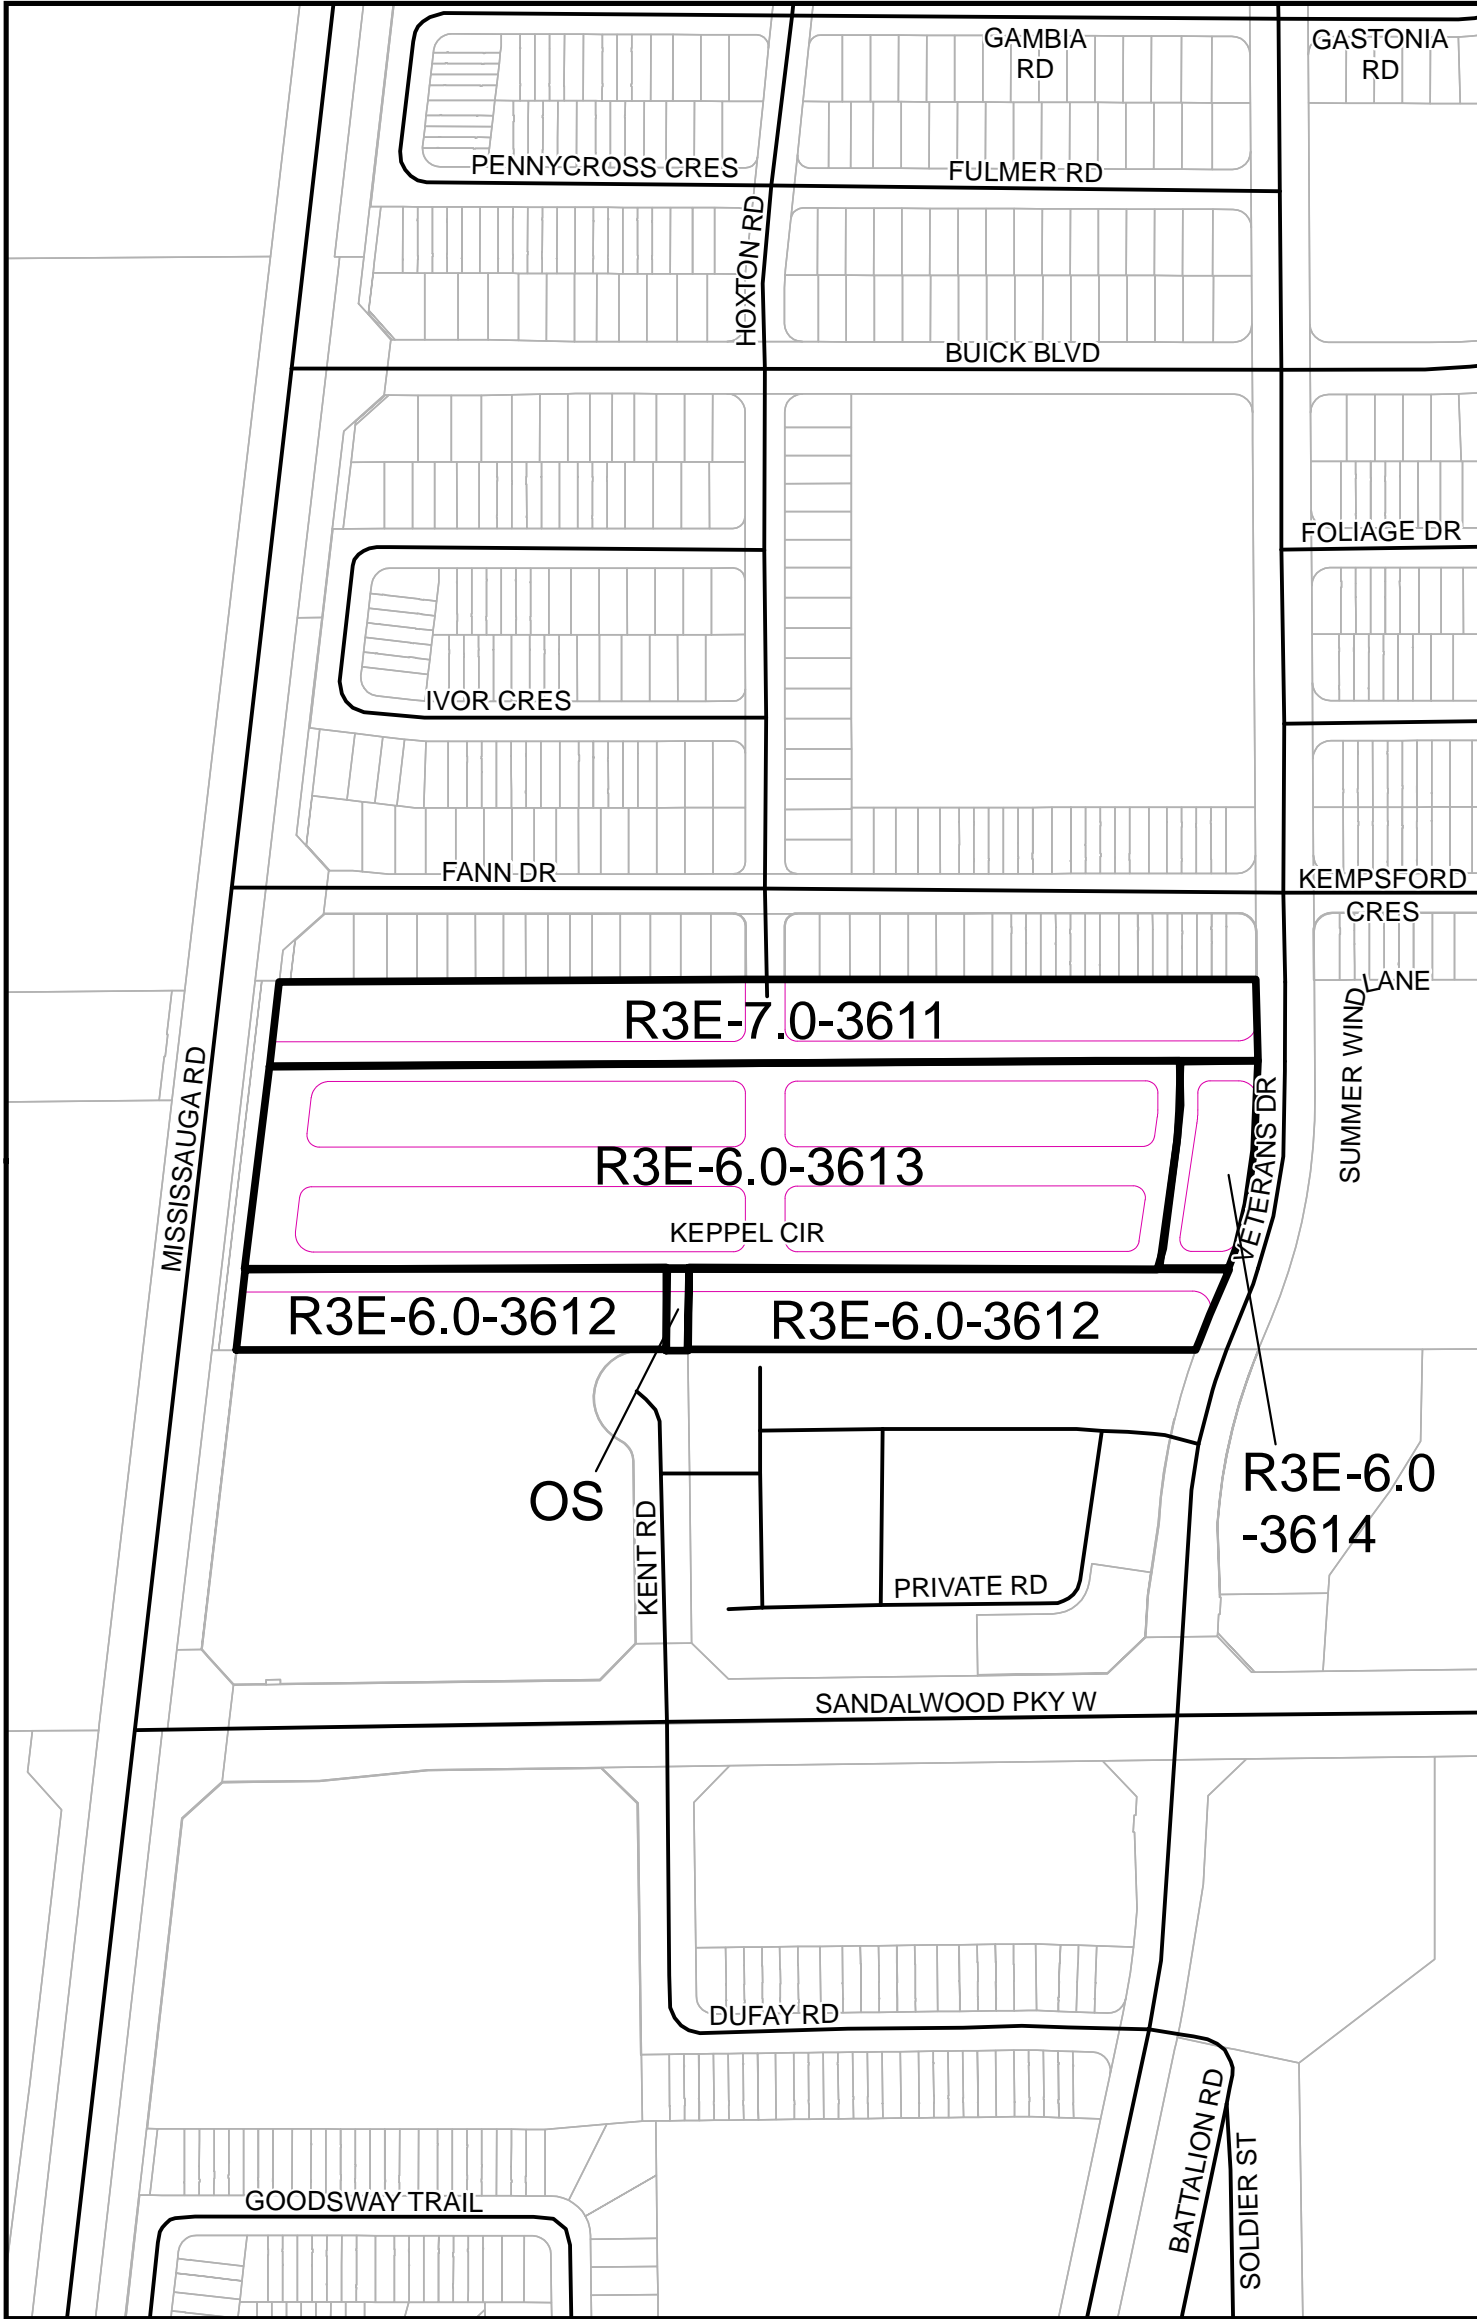 GAMBIA
RD
GASTONIA
RD
PENNYCROSS CRES
FULMER RD
HOXTON RD
BUICK BLVD
FOLIAGE DR
IVOR CRES
FANN DR
KEMPSFORD
CRES
SUMMER WIND LANE
R3E-7.0-3611
MISSISSAUGA RD
VETERANS DR
R3E-6.0-3613
KEPPEL CIR
R3E-6.0-3612
R3E-6.0-3612
OS
R3E-6.0
-3614
KENT RD
PRIVATE RD
SANDALWOOD PKY W
DUFAY RD
BATTALION RD
SOLDIER ST
GOODSWAY TRAIL